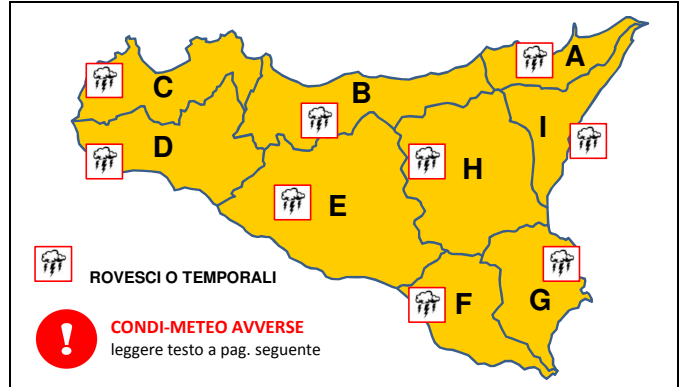 A
C
B
I
D
H
E
F
G
ROVESCI O TEMPORALI
!
CONDI-METEO AVVERSE
leggere testo a pag. seguente